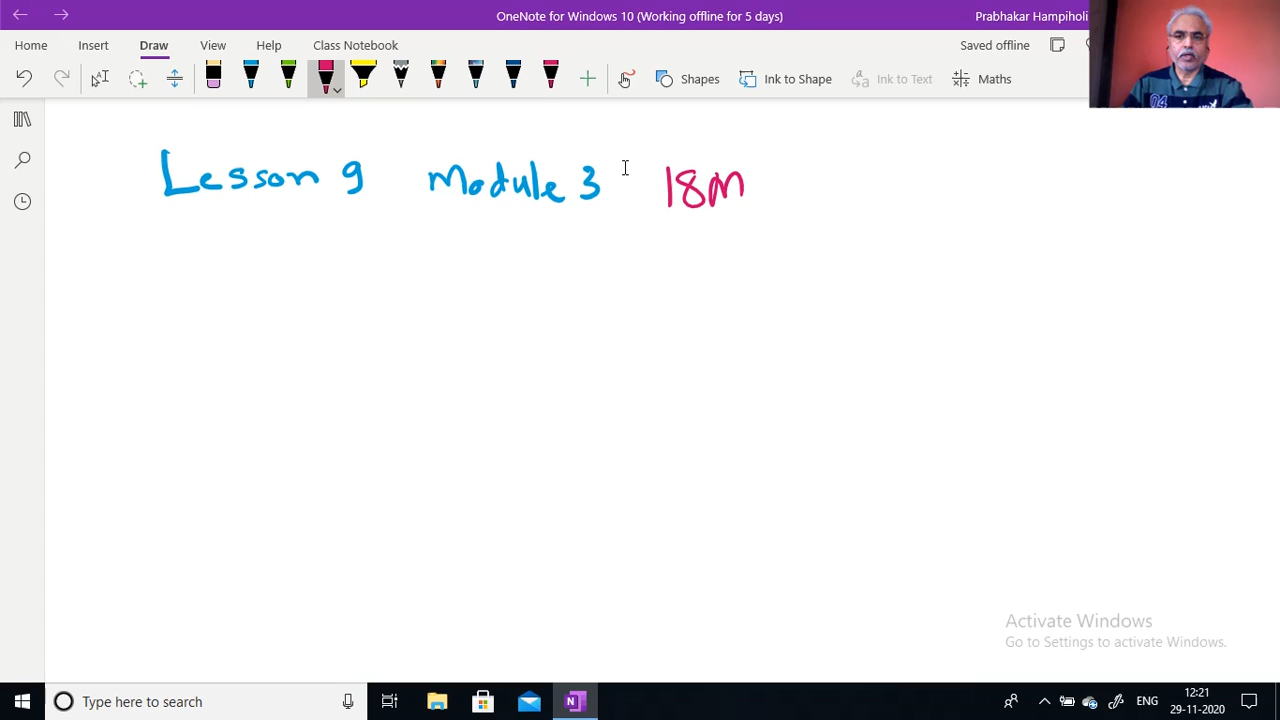 OneNote for Windows 10 (Working offline for 5 days) Prabhakar Hampiholi
Home Insert Draw View Help Class Notebook Saved offline
Shapes Ink to Shape Ink to Text Maths
Lesson 9 Module 3 18M
Activate Windows
Go to Settings to activate Windows.
Type here to search ENG 12:21
29-11-2020